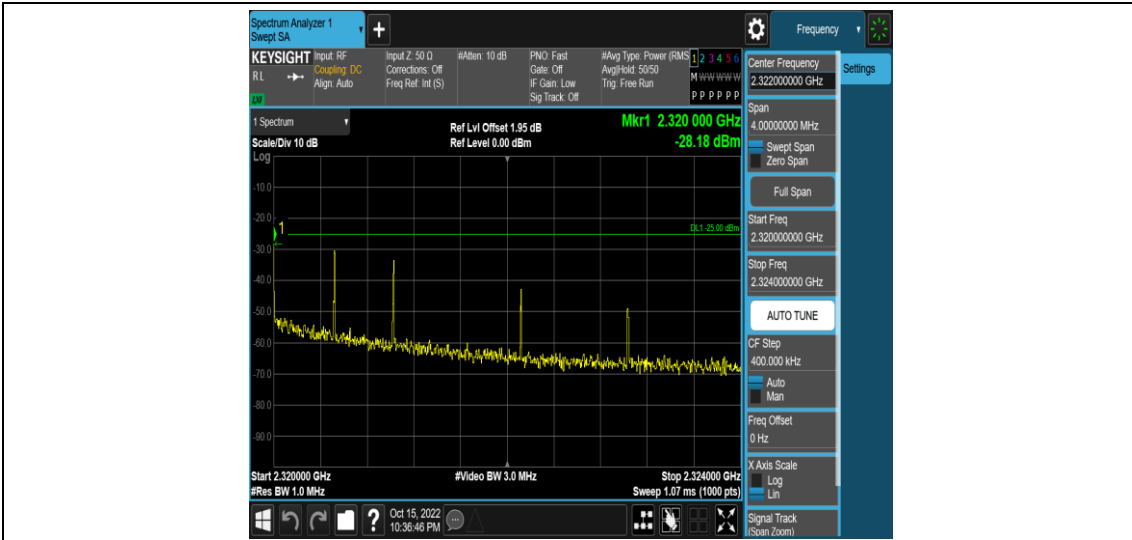 Spectrum Analyzer 1
Swept SA
+
Frequency
KEYSIGHT
RL
LXI
Input: RF
Coupling: DC
Align: Auto
Input Z: 50 Ω
Corrections: Off
Freq Ref: Int (S)
#Atten: 10 dB
PNO: Fast
Gate: Off
IF Gain: Low
Sig Track: Off
#Avg Type: Power (RMS
Avg|Hold: 50/50
Trig: Free Run
1 2 3 4 5 6
M W W W W W
P P P P P P
1 Spectrum
Scale/Div 10 dB
Ref Lvl Offset 1.95 dB
Ref Level 0.00 dBm
Mkr1 2.320 000 GHz
-28.18 dBm
Log
-10.0
-20.0
1
DL1 -25.00 dBm
-30.0
-40.0
-50.0
-60.0
-70.0
-80.0
-90.0
Start 2.320000 GHz
#Video BW 3.0 MHz
Stop 2.324000 GHz
#Res BW 1.0 MHz
Sweep 1.07 ms (1000 pts)
Oct 15, 2022
10:36:46 PM
?
Center Frequency
2.322000000 GHz
Settings
Span
4.00000000 MHz
Swept Span
Zero Span
Full Span
Start Freq
2.320000000 GHz
Stop Freq
2.324000000 GHz
AUTO TUNE
CF Step
400.000 kHz
Auto
Man
Freq Offset
0 Hz
X Axis Scale
Log
Lin
Signal Track
(Span Zoom)